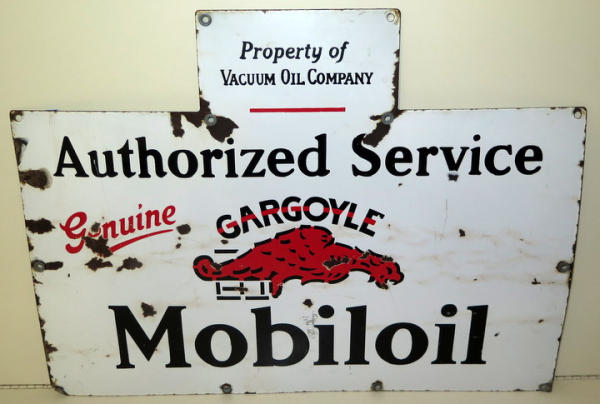 Property of
VACUUM OIL COMPANY
Authorized Service
Genuine
GARGOYLE
Mobiloil